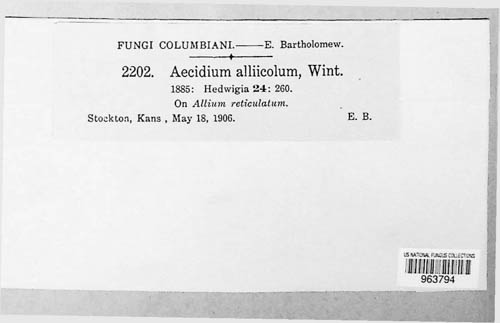 FUNGI COLUMBIANI.——E. Bartholomew.
2202. Aecidium alliicolum, Wint.
1885: Hedwigia 24: 260.
On Allium reticulatum.
Stockton, Kans , May 18, 1906. E. B.
US NATIONAL FUNGUS COLLECTIONS
963794